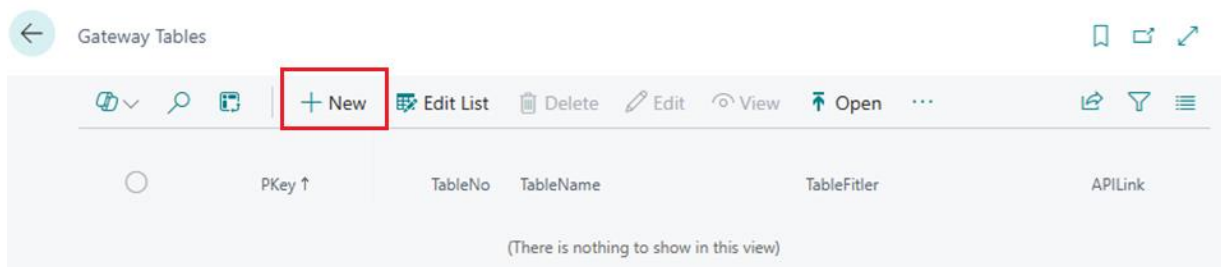 Gateway Tables
New Edit List Delete Edit View Open ...
PKey ↑ TableNo TableName TableFitler APILink
(There is nothing to show in this view)